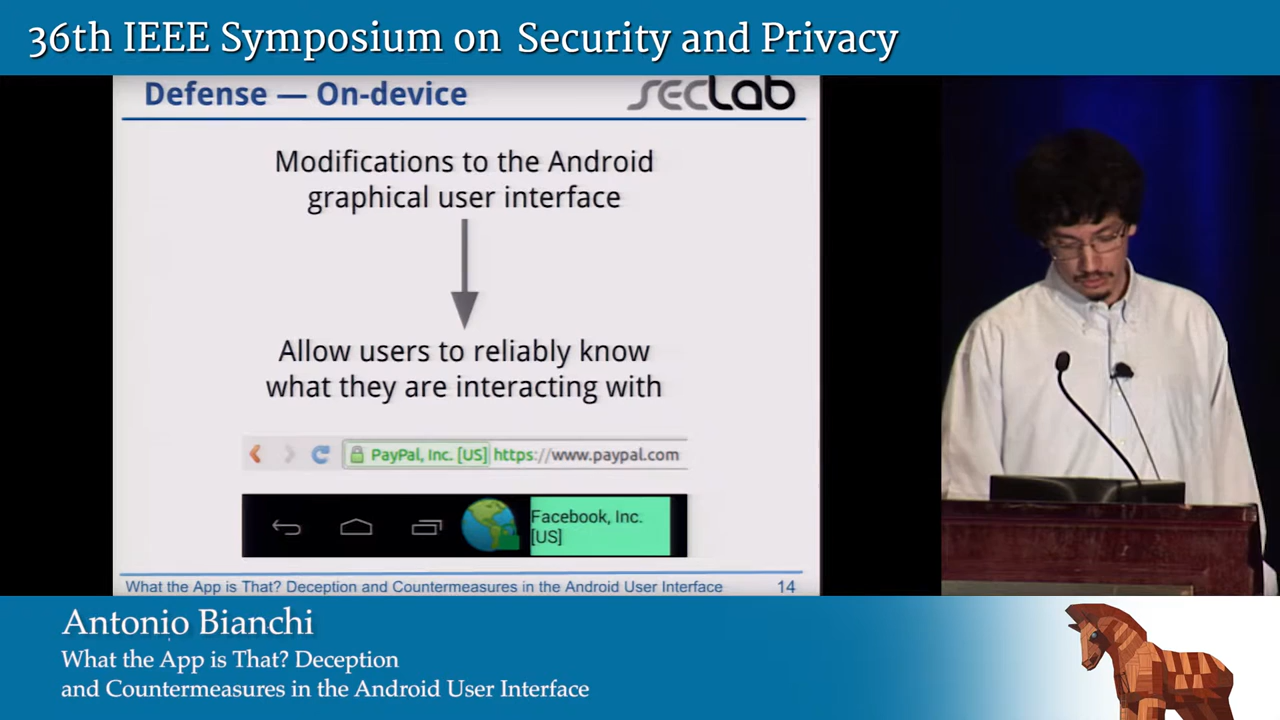 36th IEEE Symposium on Security and Privacy
Defense — On-device
secLab
Modifications to the Android
graphical user interface
Allow users to reliably know
what they are interacting with
PayPal, Inc. [US] https://www.paypal.com
Facebook, Inc.
[US]
What the App is That? Deception and Countermeasures in the Android User Interface 14
Antonio Bianchi
What the App is That? Deception
and Countermeasures in the Android User Interface